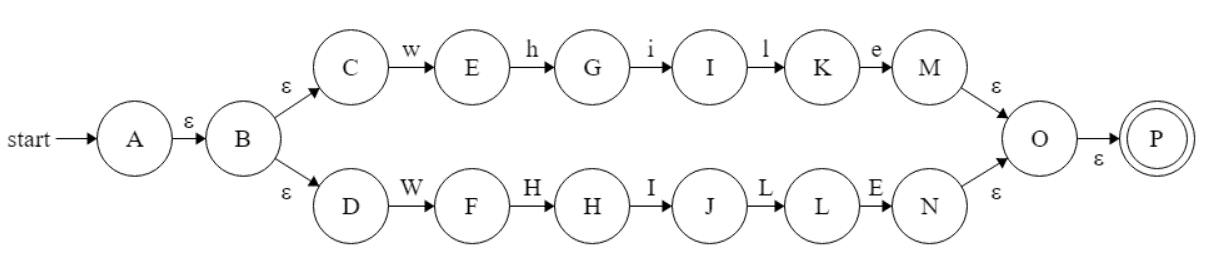 w h i l e
C E G I K M
ε ε
ε
start A B O P
ε
ε ε
W H I L E
D F H J L N